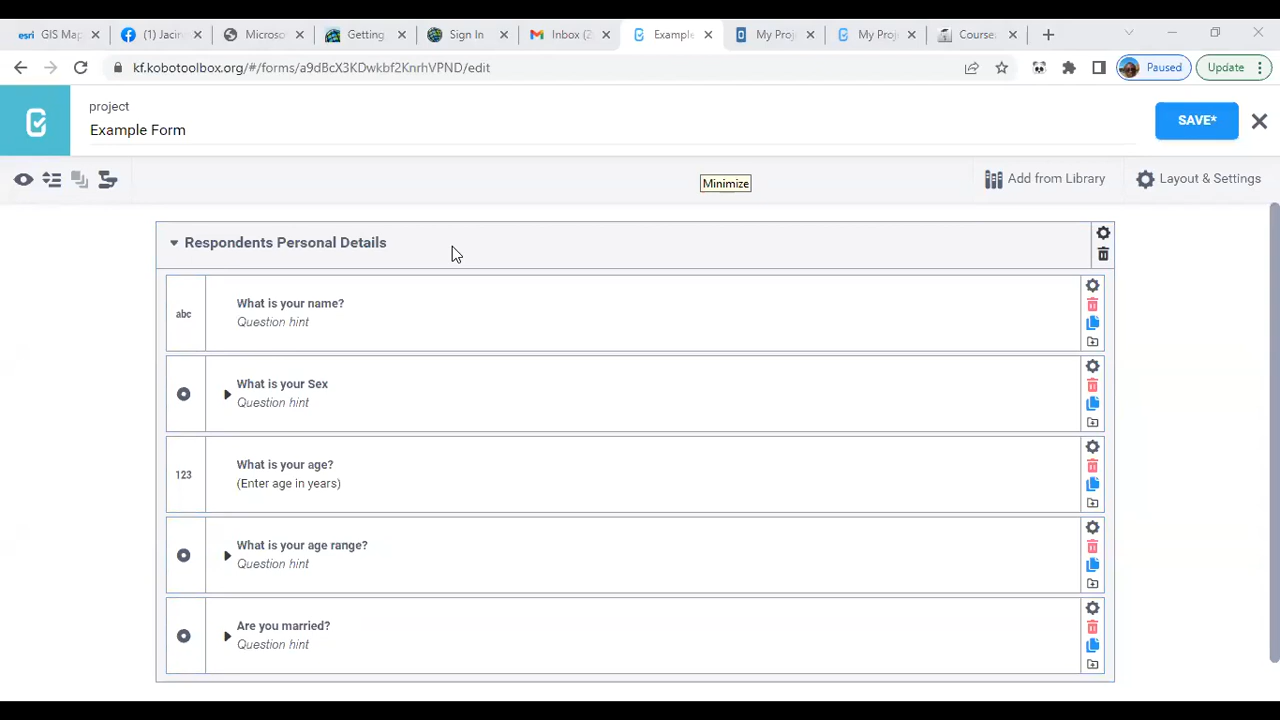 esri GIS Map
(1) Jacin
Microso
Getting
Sign In
Inbox (2
Example
My Proj
My Proj
Course
kf.kobotoolbox.org/#/forms/a9dBcX3KDwkbf2KnrhVPND/edit
Paused
Update
project
Example Form
SAVE*
Minimize
Add from Library
Layout & Settings
Respondents Personal Details
abc
What is your name?
Question hint
What is your Sex
Question hint
123
What is your age?
(Enter age in years)
What is your age range?
Question hint
Are you married?
Question hint